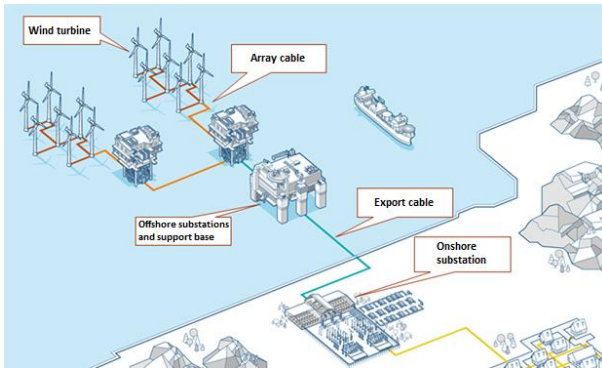 Wind turbine
Array cable
Offshore substations
and support base
Export cable
Onshore
substation